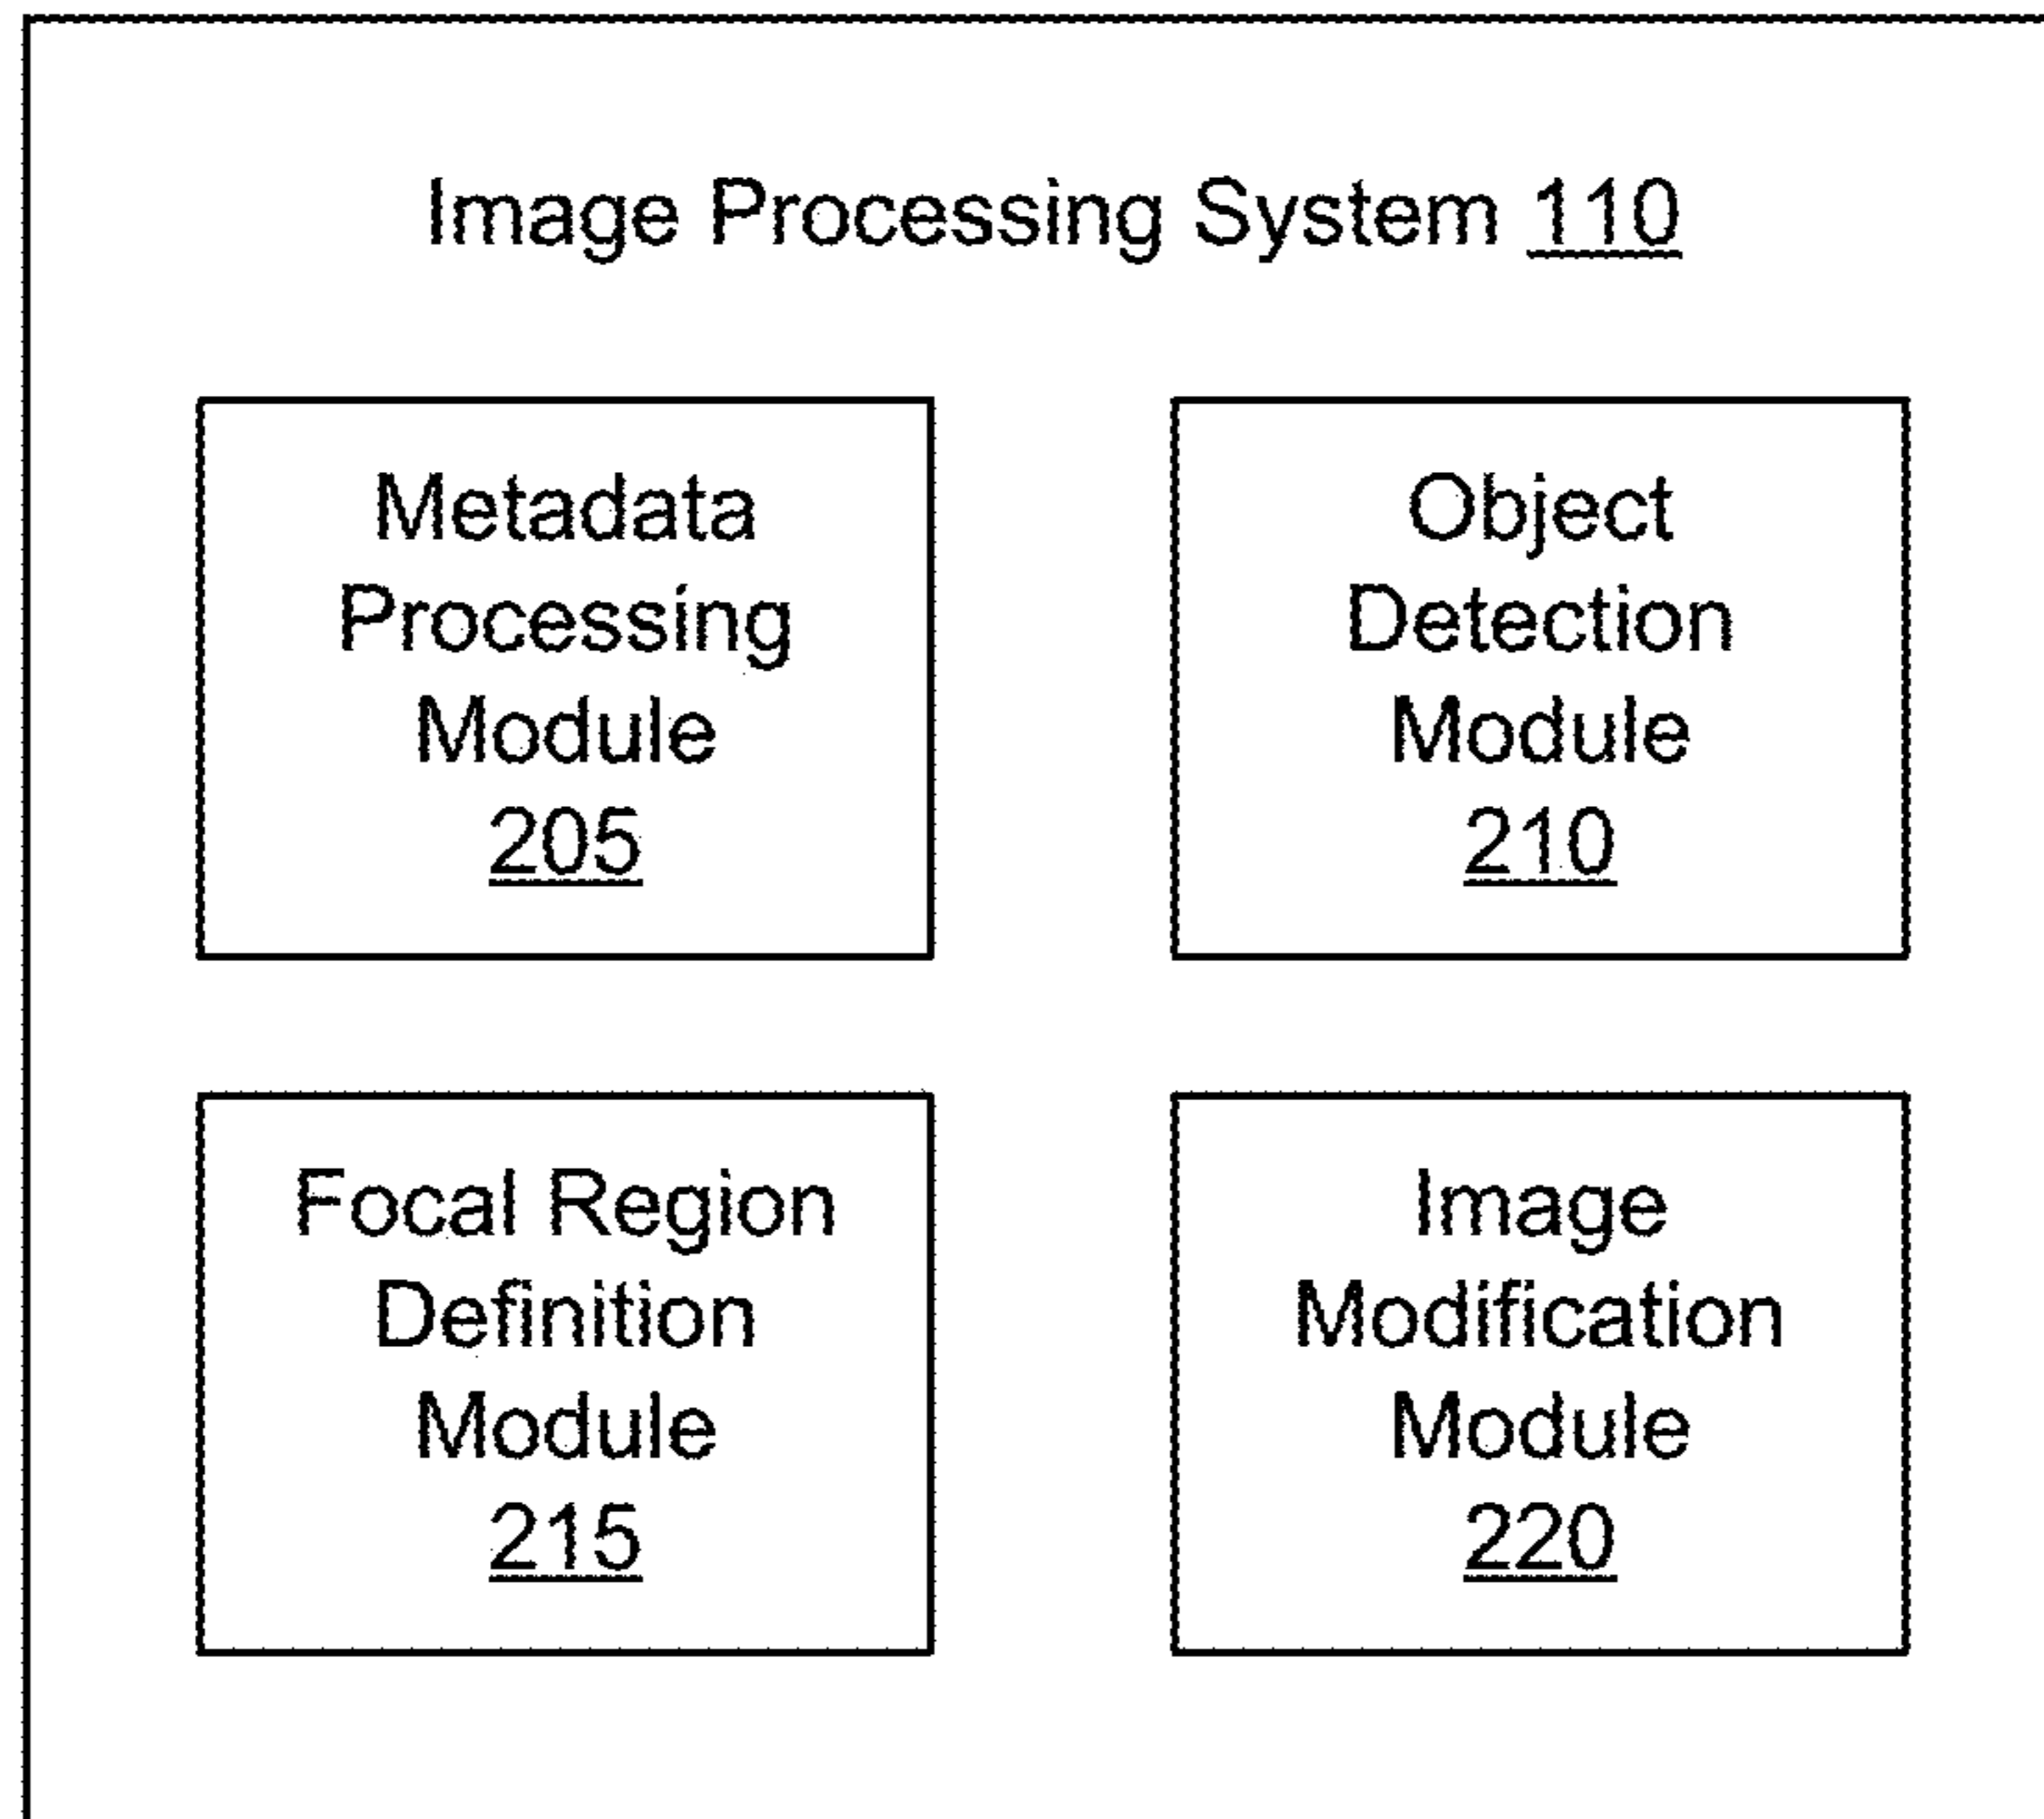 Image Processing System 110
Metadata
Processing
Module
205
Object
Detection
Module
210
Focal Region
Definition
Module
215
Image
Modification
Module
220